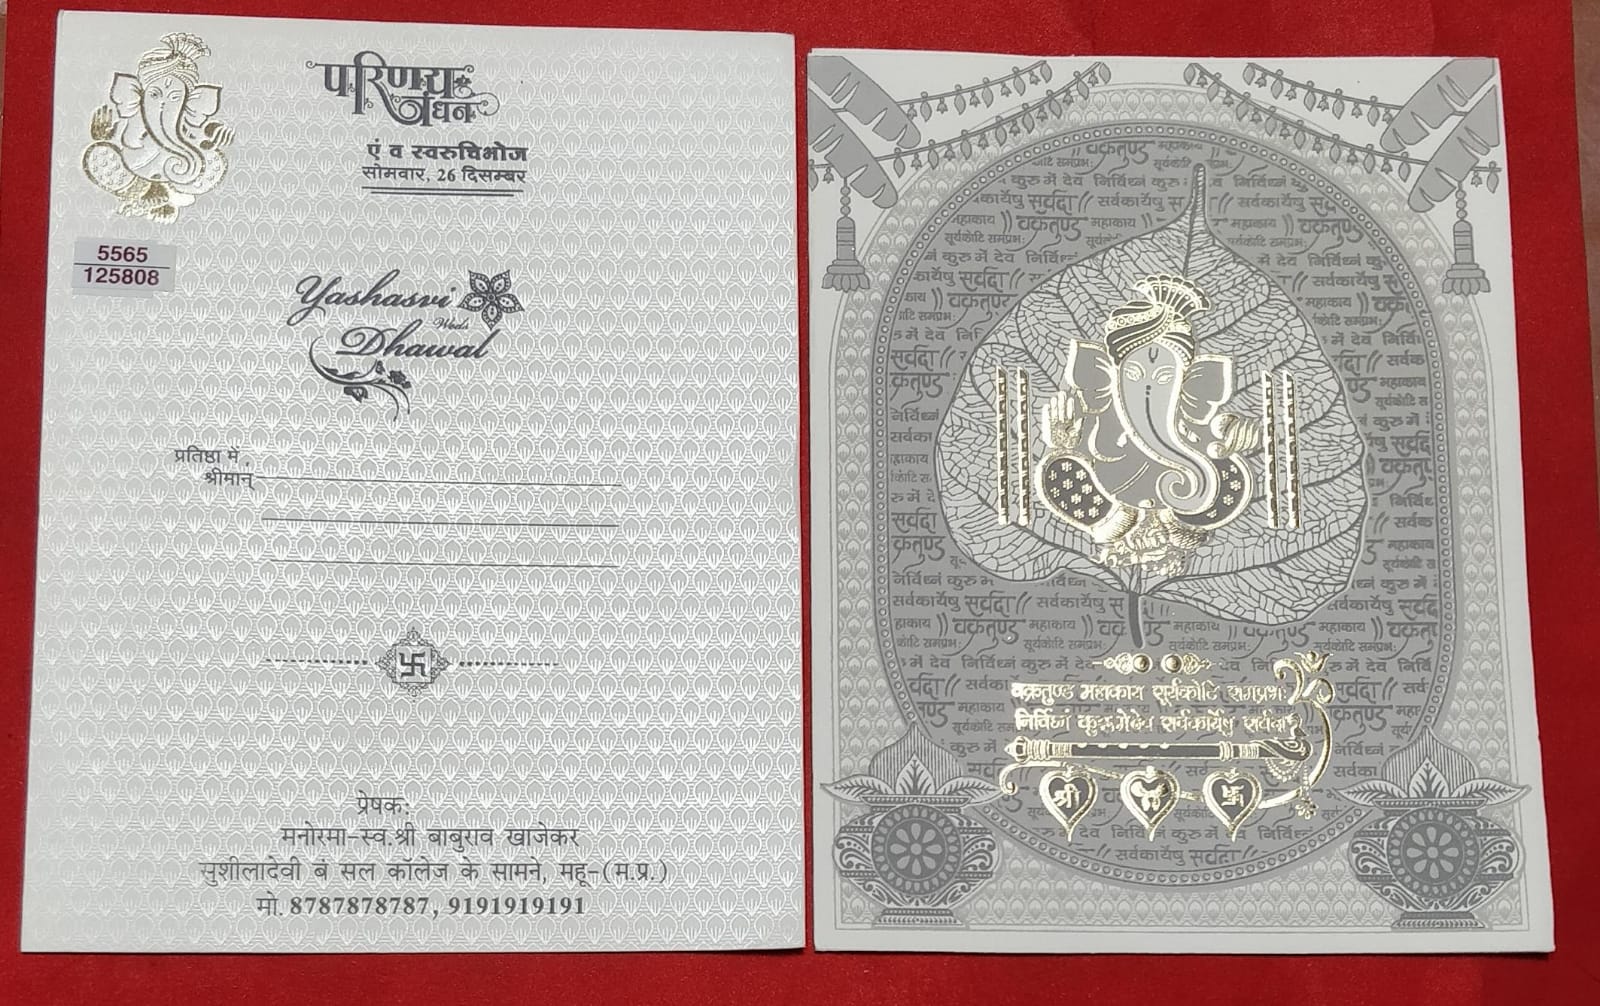 परिणय
बंधन
एं व स्वरुचिभोज
सोमवार, 26 दिसम्बर
5565
125808
Yashasvi
Weds
Dhawal
प्रतिष्ठा में,
श्रीमान्
प्रेषक:
मनोरमा-स्व.श्री बाबुराव खाजेकर
सुशीलादेवी बं सल कॉलेज के सामने, महू-(म.प्र.)
मो. 8787878787, 9191919191
वक्रतुण्ड महाकाय सूर्यकोटि समप्रभः
निर्विघ्नं कुरुमेदेव सर्वकार्येषु सर्वदा
श्री